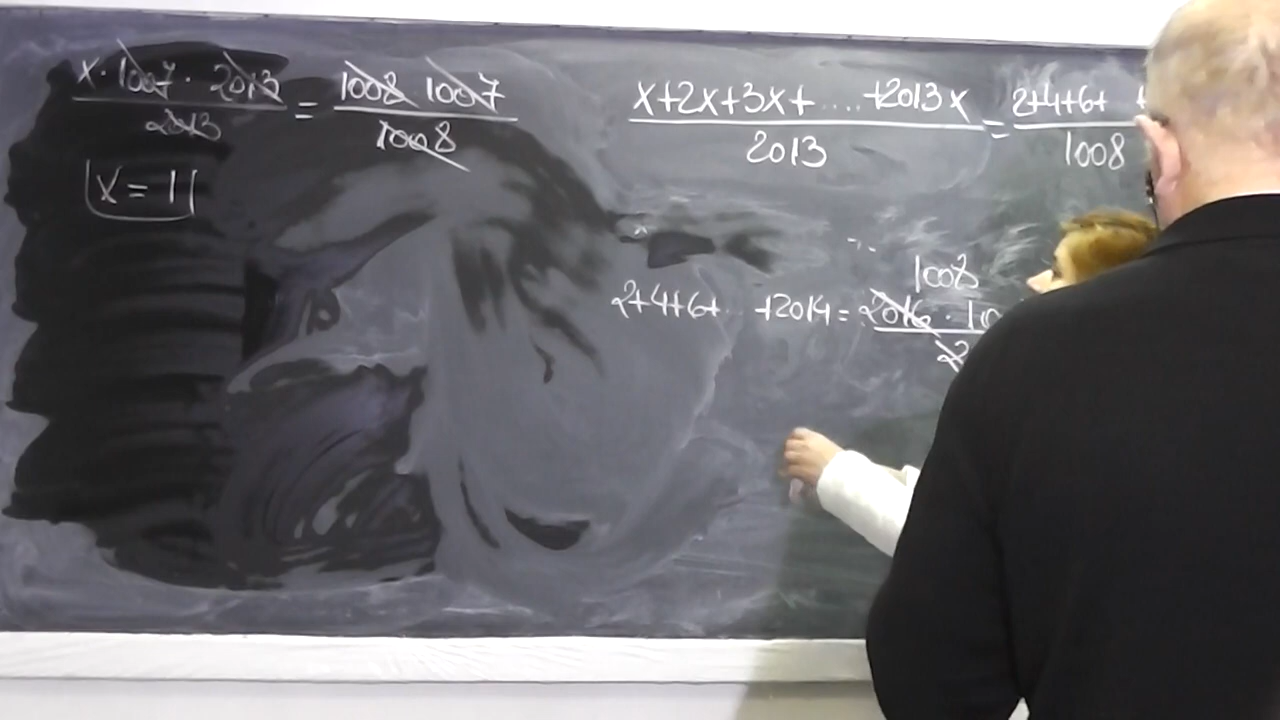 x · 1007 · 2013 / 2013 = 1008 1007 / 1008
x = 1
x+2x+3x+....+2013x / 2013 = 2+4+6+ + / 1008
1008
2+4+6+ .. +2014 = 2016 · / 2